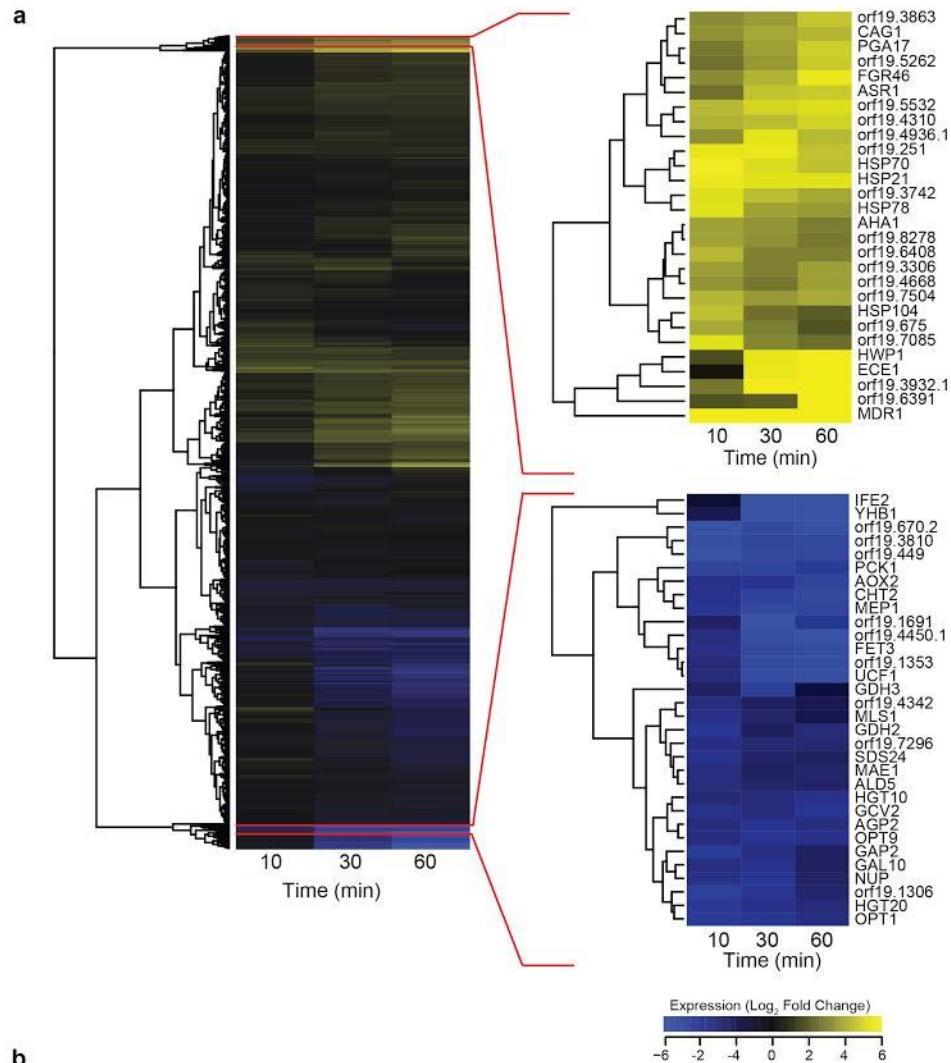 a
10 30 60
Time (min)
orf19.3863
CAG1
PGA17
orf19.5262
FGR46
ASR1
orf19.5532
orf19.4310
orf19.4936.1
orf19.251
HSP70
HSP21
orf19.3742
HSP78
AHA1
orf19.8278
orf19.6408
orf19.3306
orf19.4668
orf19.7504
HSP104
orf19.675
orf19.7085
HWP1
ECE1
orf19.3932.1
orf19.6391
MDR1
10 30 60
Time (min)
IFE2
YHB1
orf19.670.2
orf19.3810
orf19.449
PCK1
AOX2
CHT2
MEP1
orf19.1691
orf19.4450.1
FET3
orf19.1353
UCF1
GDH3
orf19.4342
MLS1
GDH2
orf19.7296
SDS24
MAE1
ALD5
HGT10
GCV2
AGP2
OPT9
GAP2
GAL10
NUP
orf19.1306
HGT20
OPT1
10 30 60
Time (min)
Expression (Log2 Fold Change)
−6 -2 -4 0 2 4 6
b